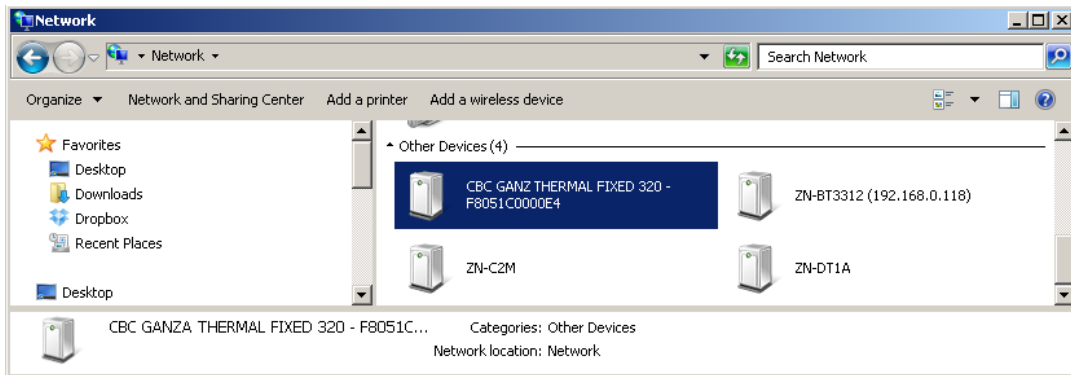 Network
Network
Search Network
Organize
Network and Sharing Center
Add a printer
Add a wireless device
Favorites
Desktop
Downloads
Dropbox
Recent Places
Desktop
Other Devices (4)
CBC GANZ THERMAL FIXED 320 -
F8051C0000E4
ZN-BT3312 (192.168.0.118)
ZN-C2M
ZN-DT1A
CBC GANZA THERMAL FIXED 320 - F8051C...
Categories: Other Devices
Network location: Network